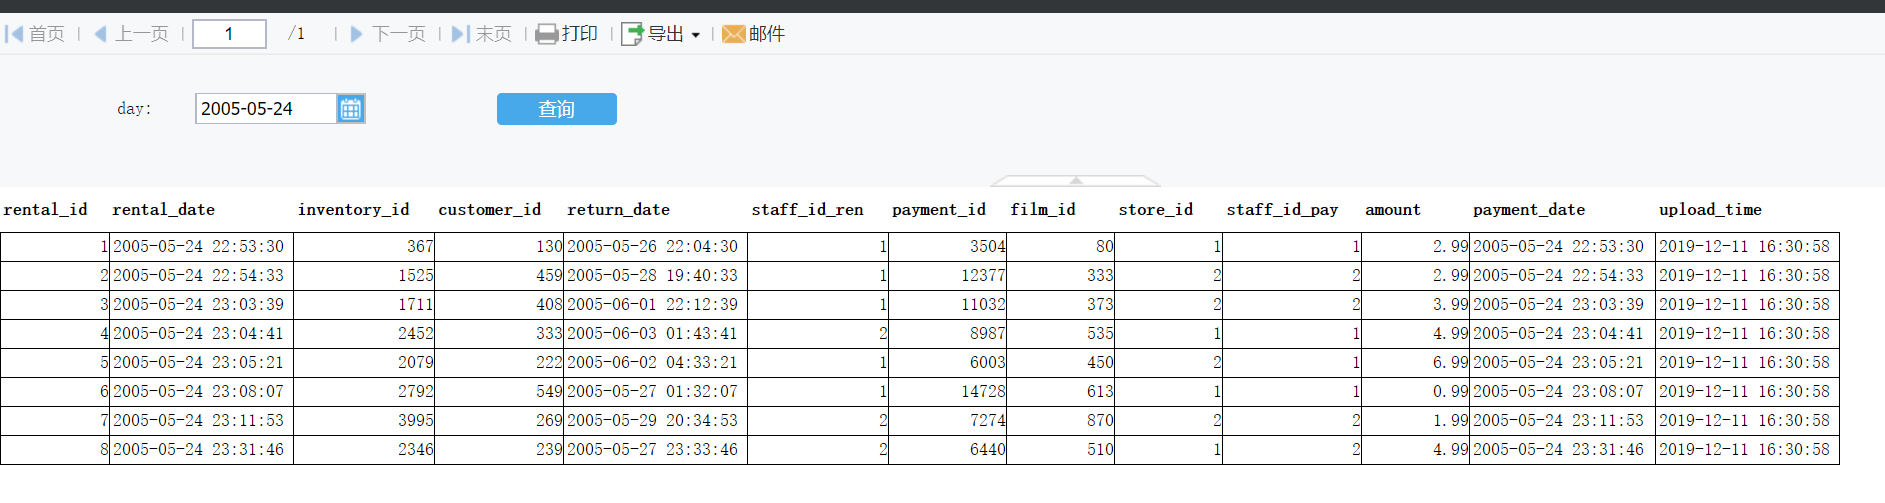 首页 上一页 1 /1 下一页 末页 打印 导出 邮件
day: 2005-05-24 查询
rental_id rental_date inventory_id customer_id return_date staff_id_ren payment_id film_id store_id staff_id_pay amount payment_date upload_time
1 2005-05-24 22:53:30 367 130 2005-05-26 22:04:30 1 3504 80 1 1 2.99 2005-05-24 22:53:30 2019-12-11 16:30:58
2 2005-05-24 22:54:33 1525 459 2005-05-28 19:40:33 1 12377 333 2 2 2.99 2005-05-24 22:54:33 2019-12-11 16:30:58
3 2005-05-24 23:03:39 1711 408 2005-06-01 22:12:39 1 11032 373 2 2 3.99 2005-05-24 23:03:39 2019-12-11 16:30:58
4 2005-05-24 23:04:41 2452 333 2005-06-03 01:43:41 2 8987 535 1 1 4.99 2005-05-24 23:04:41 2019-12-11 16:30:58
5 2005-05-24 23:05:21 2079 222 2005-06-02 04:33:21 1 6003 450 2 1 6.99 2005-05-24 23:05:21 2019-12-11 16:30:58
6 2005-05-24 23:08:07 2792 549 2005-05-27 01:32:07 1 14728 613 1 1 0.99 2005-05-24 23:08:07 2019-12-11 16:30:58
7 2005-05-24 23:11:53 3995 269 2005-05-29 20:34:53 2 7274 870 2 2 1.99 2005-05-24 23:11:53 2019-12-11 16:30:58
8 2005-05-24 23:31:46 2346 239 2005-05-27 23:33:46 2 6440 510 1 2 4.99 2005-05-24 23:31:46 2019-12-11 16:30:58